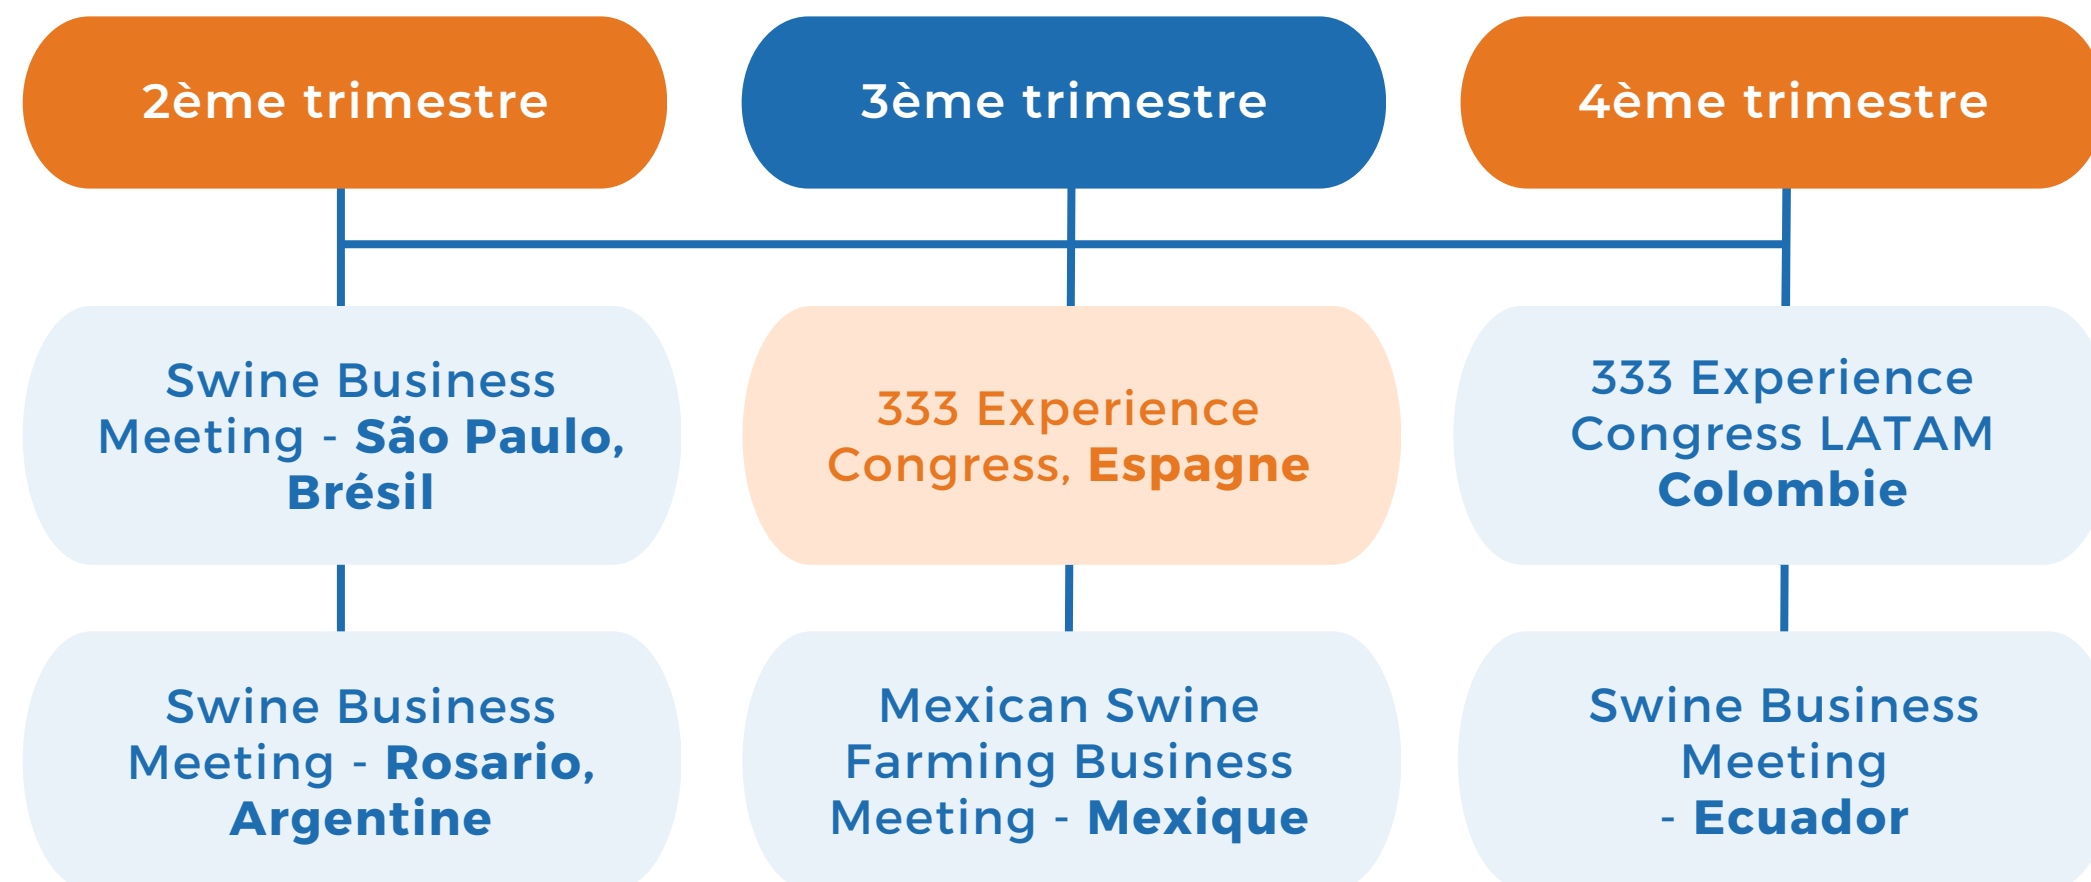 2ème trimestre
3ème trimestre
4ème trimestre
Swine Business
Meeting - São Paulo,
Brésil
333 Experience
Congress, Espagne
333 Experience
Congress LATAM
Colombie
Swine Business
Meeting - Rosario,
Argentine
Mexican Swine
Farming Business
Meeting - Mexique
Swine Business
Meeting
- Ecuador